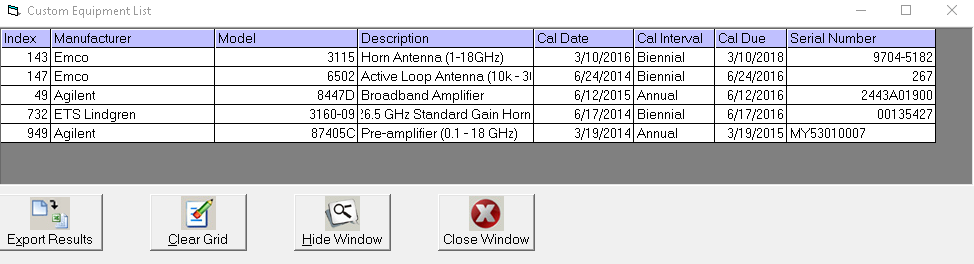 Custom Equipment List
Index Manufacturer Model Description Cal Date Cal Interval Cal Due Serial Number
143 Emco 3115 Horn Antenna (1-18GHz) 3/10/2016 Biennial 3/10/2018 9704-5182
147 Emco 6502 Active Loop Antenna (10k - 30 6/24/2014 Biennial 6/24/2016 267
49 Agilent 8447D Broadband Amplifier 6/12/2015 Annual 6/12/2016 2443A01900
732 ETS Lindgren 3160-09 26.5 GHz Standard Gain Horn 6/17/2014 Biennial 6/17/2016 00135427
949 Agilent 87405C Pre-amplifier (0.1 - 18 GHz) 3/19/2014 Annual 3/19/2015 MY53010007
Export Results Clear Grid Hide Window Close Window